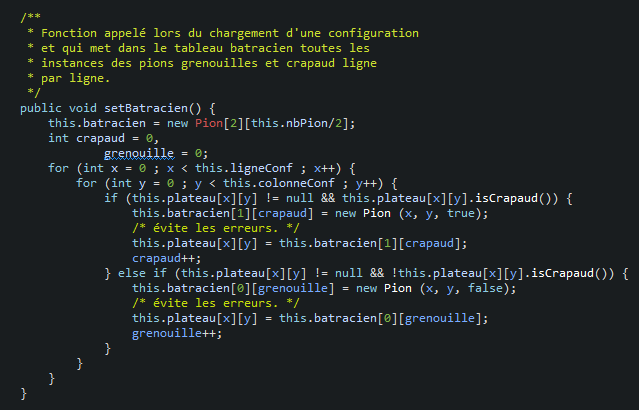 /**
 * Fonction appelé lors du chargement d'une configuration
 * et qui met dans le tableau batracien toutes les
 * instances des pions grenouilles et crapaud ligne
 * par ligne.
 */
public void setBatracien() {
    this.batracien = new Pion[2][this.nbPion/2];
    int crapaud = 0,
            grenouille = 0;
    for (int x = 0 ; x < this.ligneConf ; x++) {
        for (int y = 0 ; y < this.colonneConf ; y++) {
            if (this.plateau[x][y] != null && this.plateau[x][y].isCrapaud()) {
                this.batracien[1][crapaud] = new Pion (x, y, true);
                /* évite les erreurs. */
                this.plateau[x][y] = this.batracien[1][crapaud];
                crapaud++;
            } else if (this.plateau[x][y] != null && !this.plateau[x][y].isCrapaud()) {
                this.batracien[0][grenouille] = new Pion (x, y, false);
                /* évite les erreurs. */
                this.plateau[x][y] = this.batracien[0][grenouille];
                grenouille++;
            }
        }
    }
}